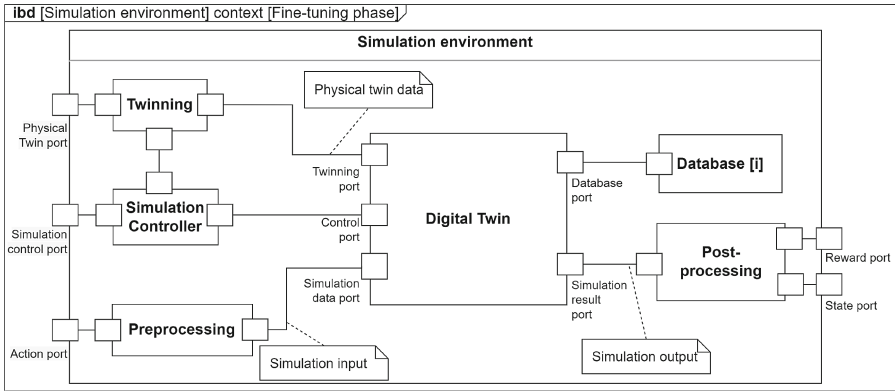 ibd [Simulation environment] context [Fine-tuning phase]
Simulation environment
Twinning
Physical twin data
Physical
Twin port
Twinning
port
Database
port
Database [i]
Simulation
Controller
Simulation
control port
Control
port
Digital Twin
Simulation
data port
Simulation
result
port
Post-
processing
Reward port
State port
Preprocessing
Action port
Simulation input
Simulation output